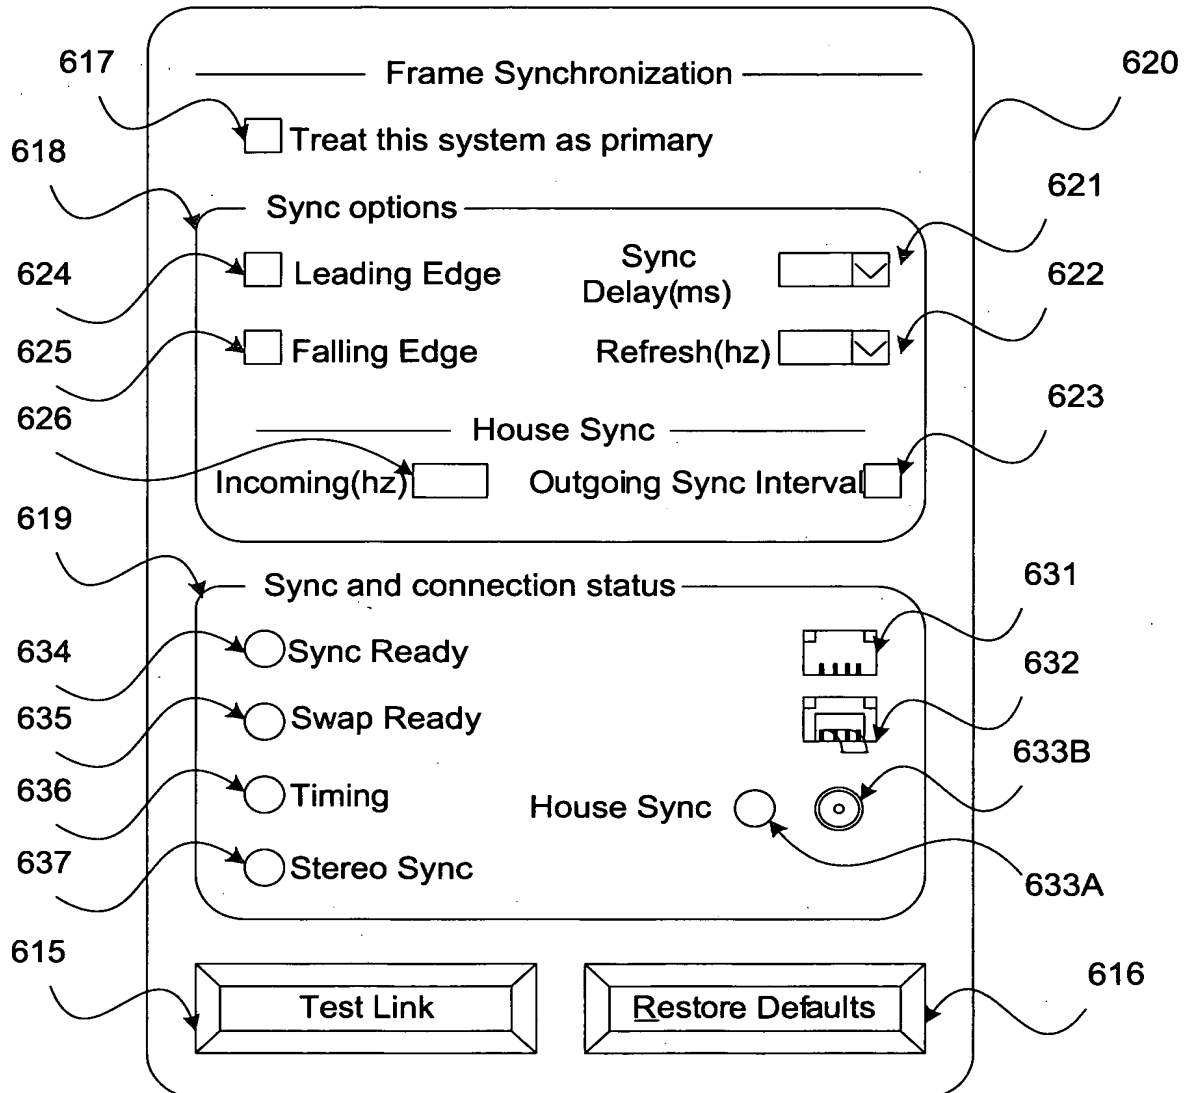 617
Frame Synchronization
620
Treat this system as primary
618
Sync options
621
624
Leading Edge
Sync
Delay(ms)
622
625
Falling Edge
Refresh(hz)
626
House Sync
623
Incoming(hz)
Outgoing Sync Interval
619
Sync and connection status
631
634
Sync Ready
632
635
Swap Ready
633B
636
Timing
House Sync
637
Stereo Sync
633A
615
Test Link
Restore Defaults
616